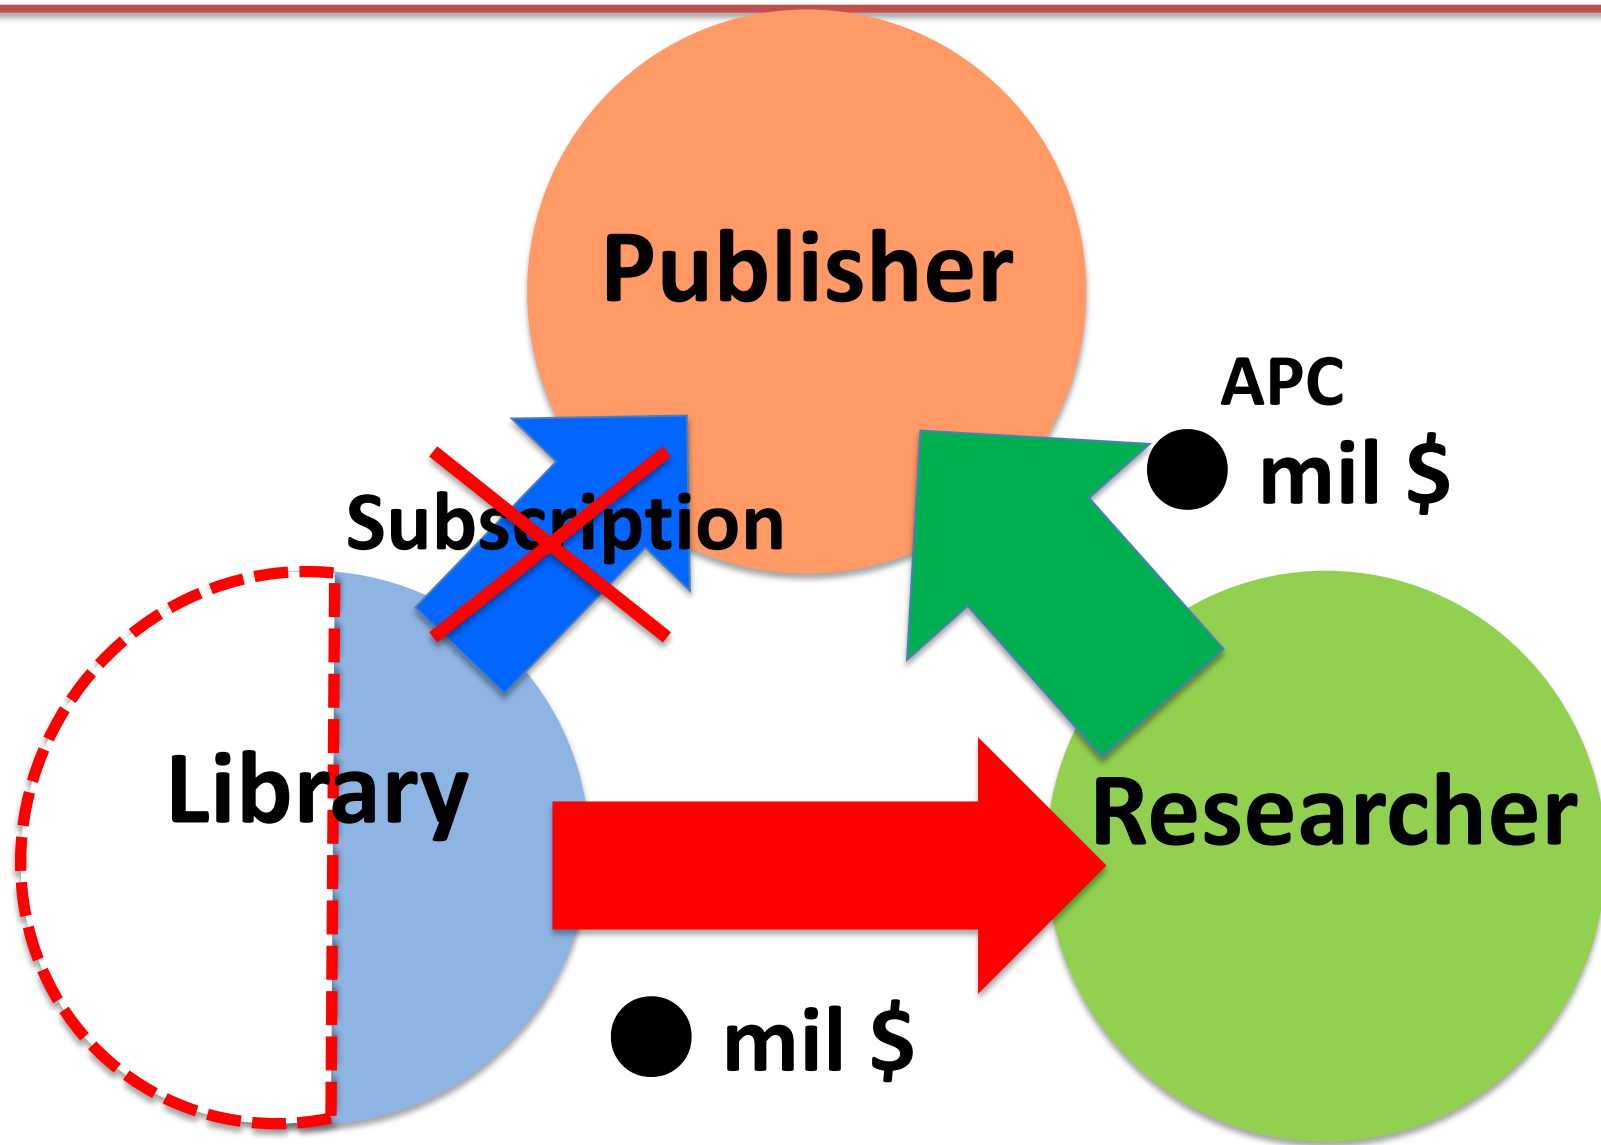 Publisher
APC
● mil $
Subscription
Library
Researcher
● mil $